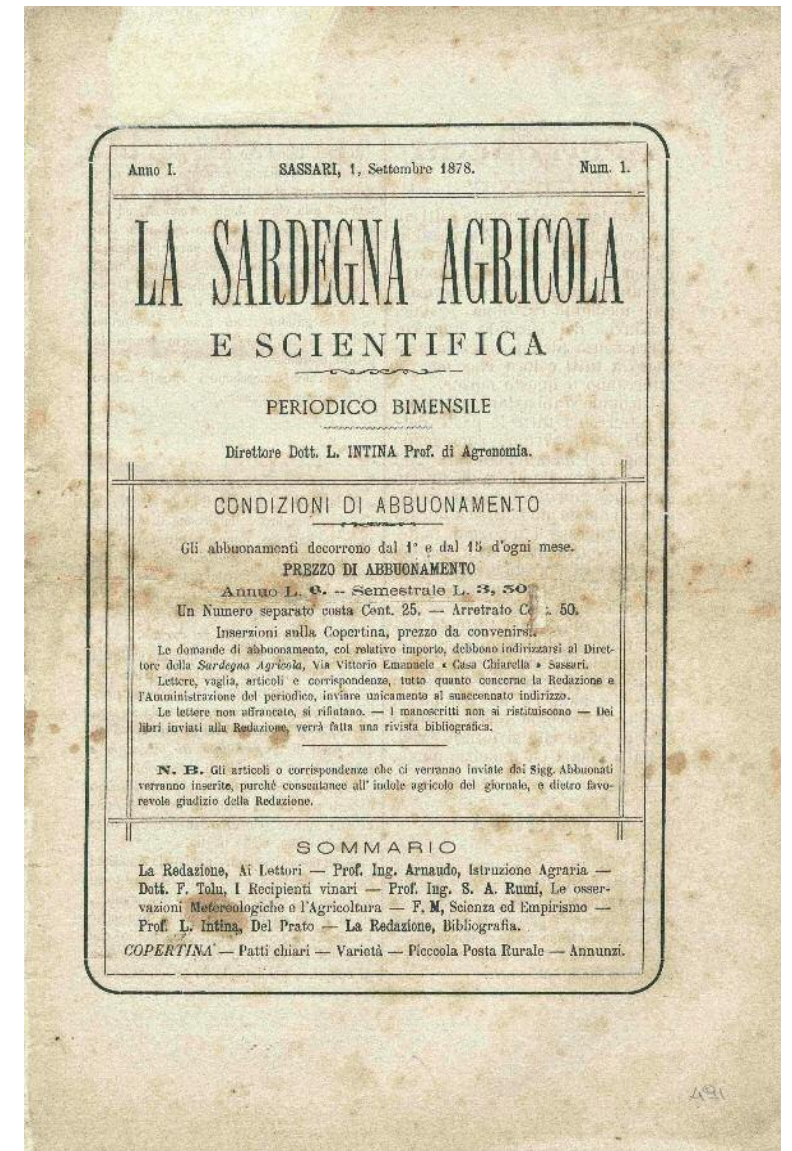 Anno I. SASSARI, 1, Settembre 1878. Num. 1.
LA SARDEGNA AGRICOLA
E SCIENTIFICA
PERIODICO BIMENSILE
Direttore Dott. L. INTINA Prof. di Agronomia.
CONDIZIONI DI ABBUONAMENTO
Gli abbuonamenti decorrono dal 1° e dal 15 d'ogni mese.
PREZZO DI ABBUONAMENTO
Annuo L. 6. -- Semestrale L. 3, 50
Un Numero separato costa Cent. 25. — Arretrato 50.
Inserzioni sulla Copertina, prezzo da convenirsi.
Le domande di abbuonamento, col relativo importo, debbono indirizzarsi al Diret-
tore della Sardegna Agricola, Via Vittorio Emanuele « Casa Chiarella » Sassari.
Lettere, vaglia, articoli e corrispondenze, tutto quanto concerne la Redazione e
l'Amministrazione del periodico, inviare unicamente al suaccennato indirizzo.
Le lettere non affrancate, si rifiutano. — I manoscritti non si ristituiscono — Dei
libri inviati alla Redazione, verrà fatta una rivista bibliografica.
N. B. Gli articoli o corrispondenze che ci verranno inviate dai Sigg. Abbuonati
verranno inserite, purchè consentanee all' indole agricolo del giornale, e dietro favo-
revole giudizio della Redazione.
SOMMARIO
La Redazione, Ai Lettori — Prof. Ing. Arnaudo, Istruzione Agraria —
Dott. F. Tolu, I Recipienti vinari — Prof. Ing. S. A. Rumi, Le osser-
vazioni Metereologiche e l'Agricoltura — F. M, Scienza ed Empirismo —
Prof. L. Intina, Del Prato — La Redazione, Bibliografia.
COPERTINA — Patti chiari — Varietà — Piccola Posta Rurale — Annunzi.
491